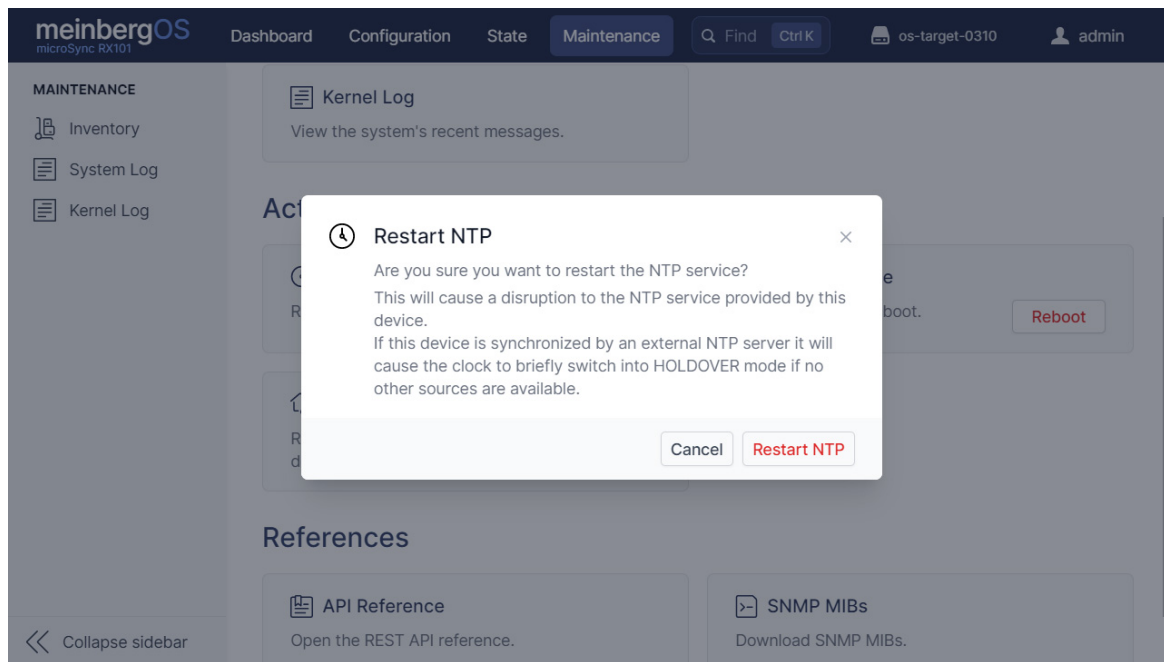 meinbergOS
microSync RX101
Dashboard Configuration State Maintenance Find Ctrl K os-target-0310 admin
MAINTENANCE
Inventory
System Log
Kernel Log
Kernel Log
View the system's recent messages.
Restart NTP
Are you sure you want to restart the NTP service?
This will cause a disruption to the NTP service provided by this
device.
If this device is synchronized by an external NTP server it will
cause the clock to briefly switch into HOLDOVER mode if no
other sources are available.
Cancel Restart NTP
boot.
Reboot
References
API Reference
Open the REST API reference.
SNMP MIBs
Download SNMP MIBs.
Collapse sidebar